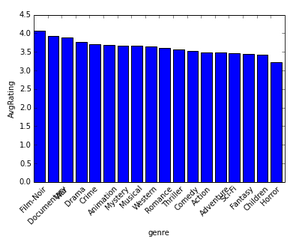 AvgRating
4.5
4.0
3.5
3.0
2.5
2.0
1.5
1.0
0.5
0.0
Film-Noir
Documentary
War
Drama
Crime
Animation
Mystery
Musical
Western
Romance
Thriller
Comedy
Action
Adventure
Sci-Fi
Fantasy
Children
Horror
genre